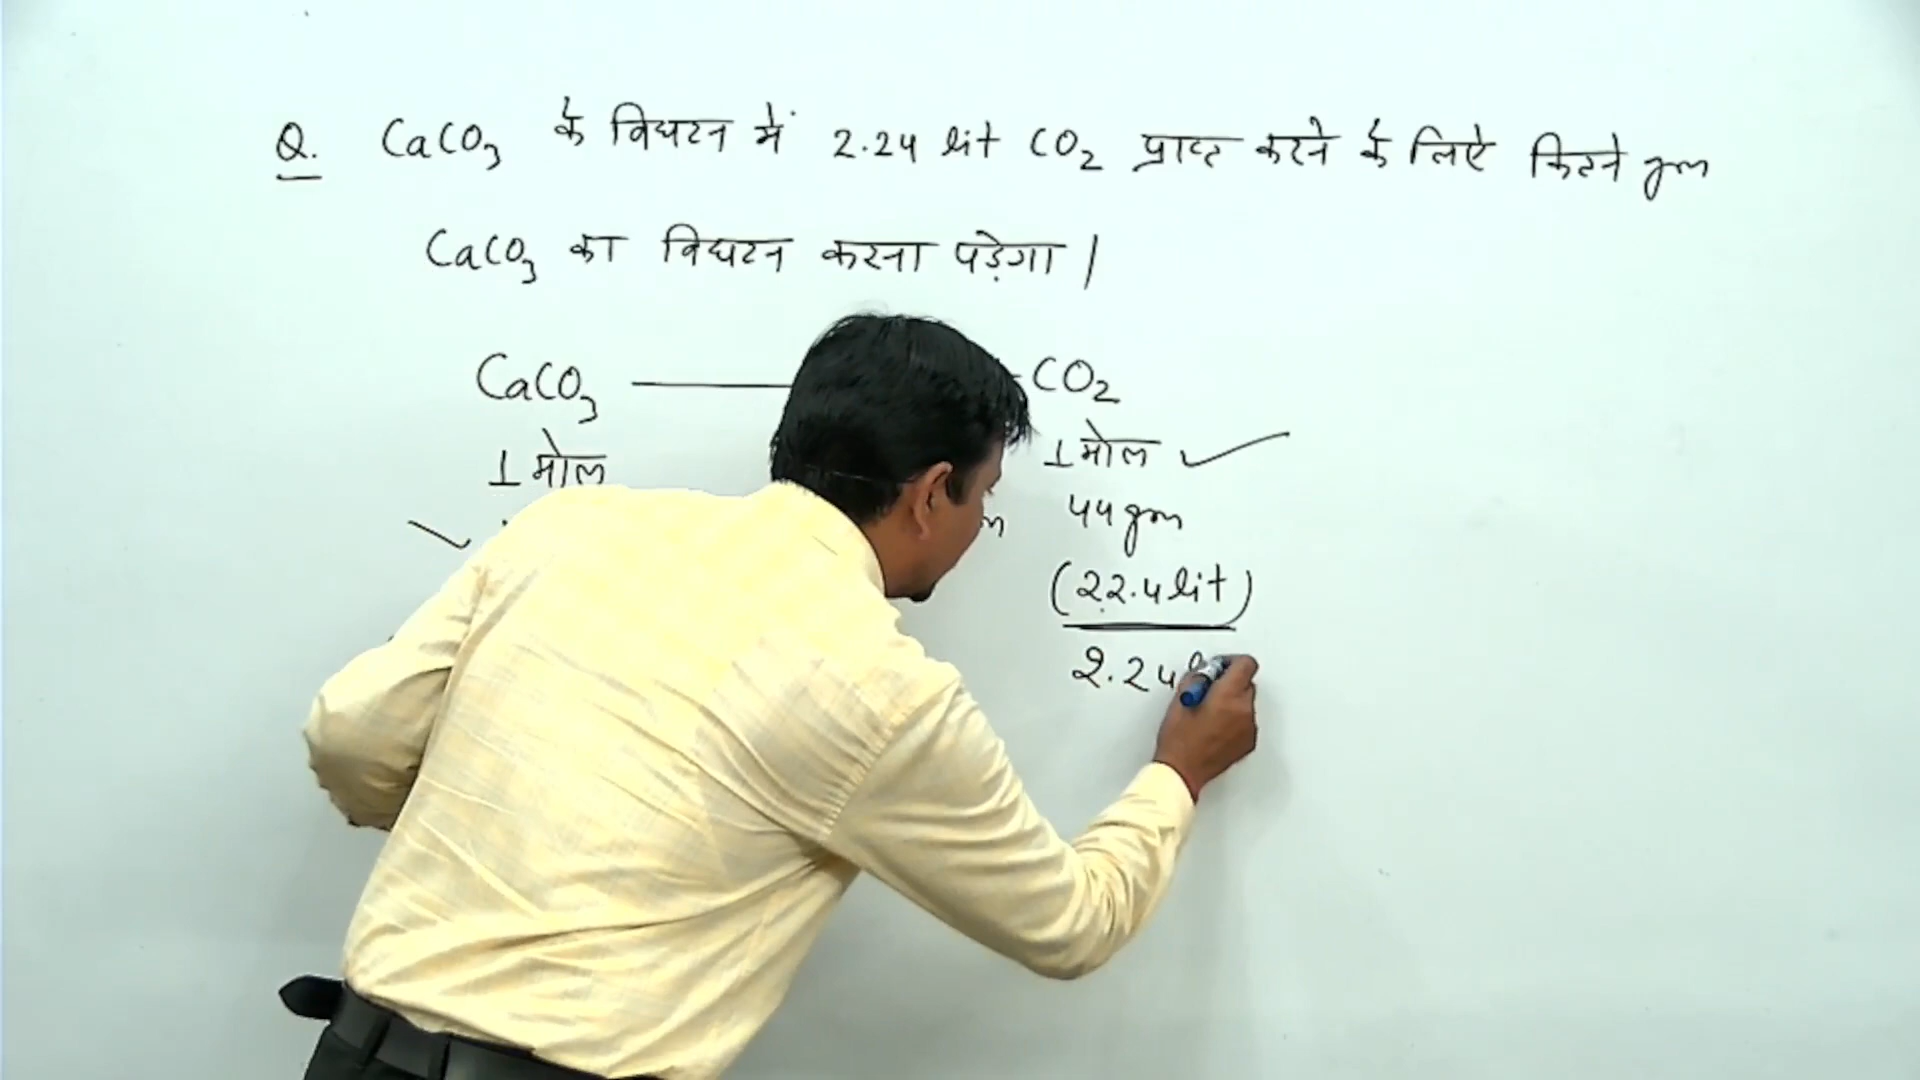 Q. CaCO3 के विघटन में 2.24 lit CO2 प्राप्त करने के लिऐ कितने gm
CaCO3 का विघटन करना पड़ेगा।
CaCO3 CO2
1 मोल 1 मोल ✓
44 gm
(22.4 lit)
2.24